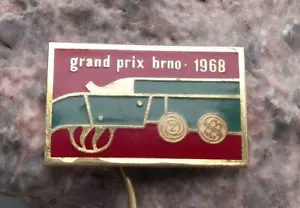 grand prix brno · 1968